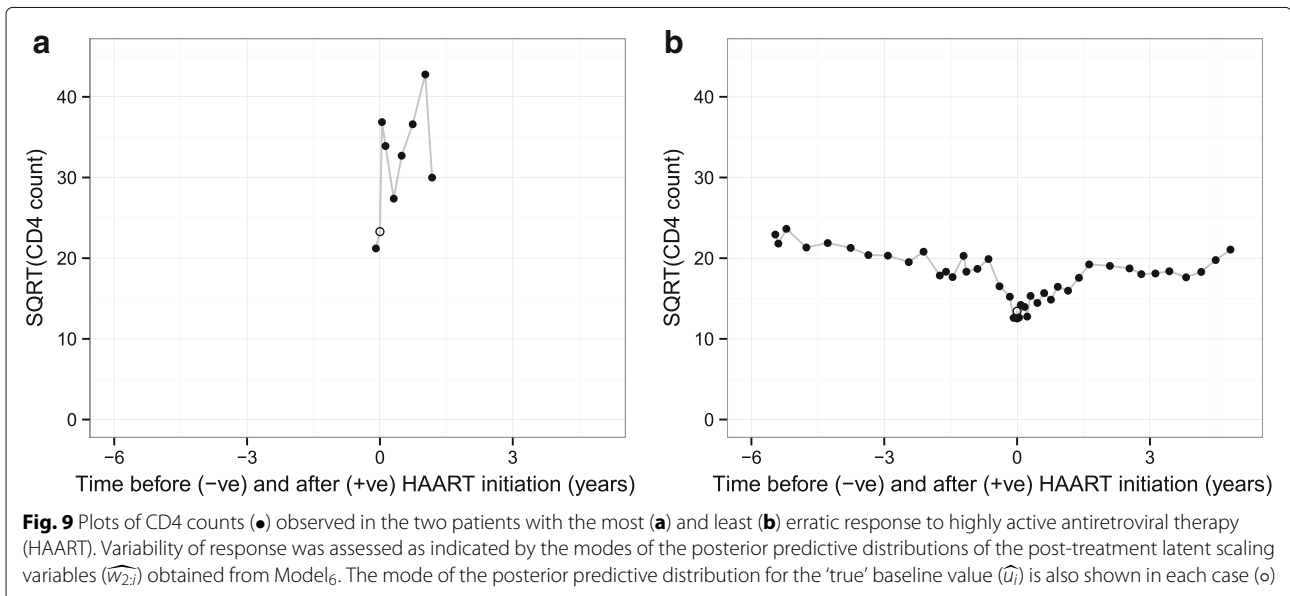 a
b
40
30
20
10
0
SQRT(CD4 count)
−6
−3
0
3
Time before (−ve) and after (+ve) HAART initiation (years)
40
30
20
10
0
SQRT(CD4 count)
−6
−3
0
3
Time before (−ve) and after (+ve) HAART initiation (years)
Fig. 9 Plots of CD4 counts (●) observed in the two patients with the most (a) and least (b) erratic response to highly active antiretroviral therapy
(HAART). Variability of response was assessed as indicated by the modes of the posterior predictive distributions of the post-treatment latent scaling
variables (\widehat{w_{2:i}}) obtained from Model₆. The mode of the posterior predictive distribution for the ‘true’ baseline value (\widehat{u_i}) is also shown in each case (○)